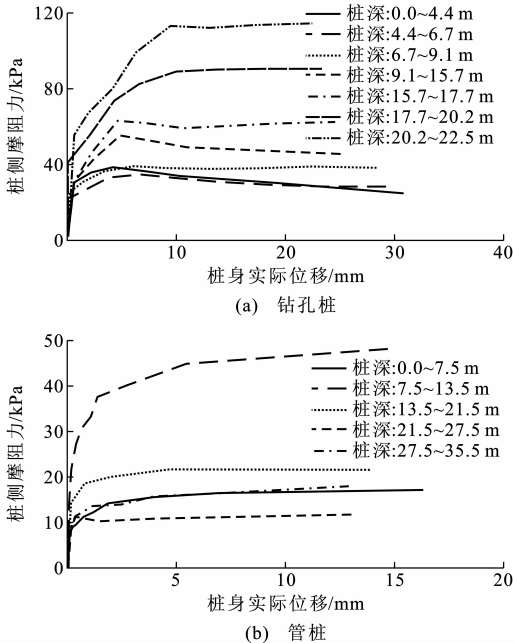 120
80
40
0
桩侧摩阻力/kPa
桩深:0.0~4.4 m
桩深:4.4~6.7 m
桩深:6.7~9.1 m
桩深:9.1~15.7 m
桩深:15.7~17.7 m
桩深:17.7~20.2 m
桩深:20.2~22.5 m
10 20 30 40
桩身实际位移/mm
(a) 钻孔桩
50
40
30
20
10
0
桩侧摩阻力/kPa
桩深:0.0~7.5 m
桩深:7.5~13.5 m
桩深:13.5~21.5 m
桩深:21.5~27.5 m
桩深:27.5~35.5 m
5 10 15 20
桩身实际位移/mm
(b) 管桩